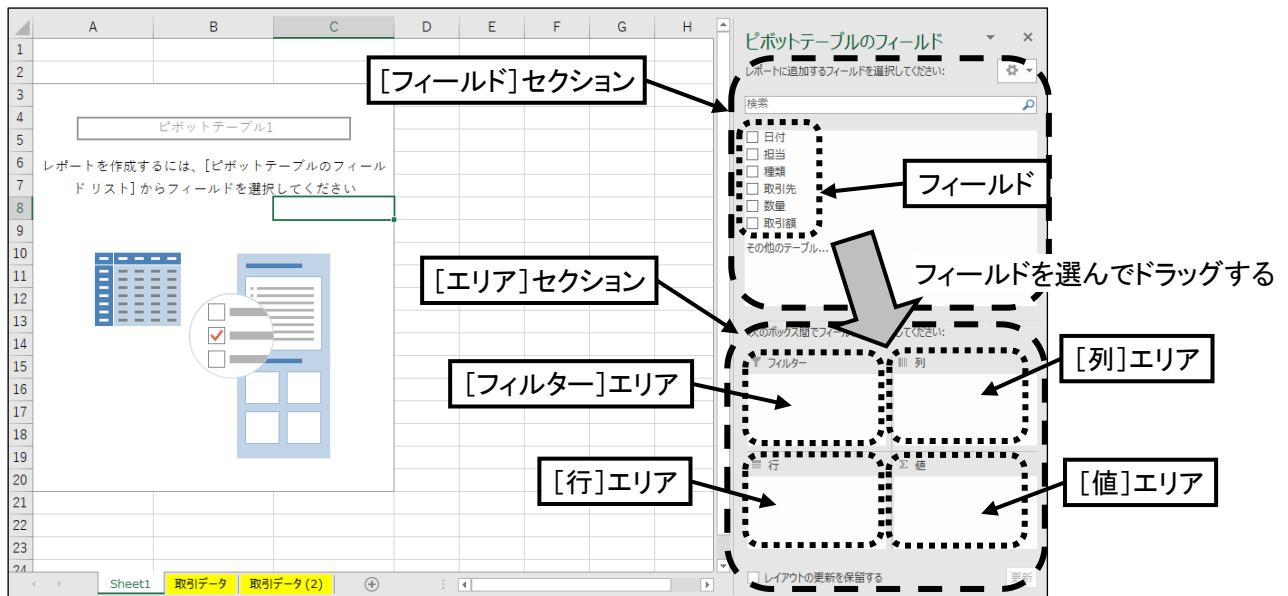 A B C D E F G H
1
2
3
4
5
6
7
8
9
10
11
12
13
14
15
16
17
18
19
20
21
22
23
24
ピボットテーブル1
レポートを作成するには、[ピボットテーブルのフィール
ド リスト] からフィールドを選択してください
Sheet1 取引データ 取引データ (2)
ピボットテーブルのフィールド
レポートに追加するフィールドを選択してください:
検索
日付
担当
種類
取引先
数量
取引額
その他のテーブル...
[フィールド]セクション
フィールド
フィールドを選んでドラッグする
[エリア]セクション
次のボックス間でフィー してください:
フィルター
列
行
Σ 値
[フィルター]エリア
[列]エリア
[行]エリア
[値]エリア
レイアウトの更新を保留する
更新